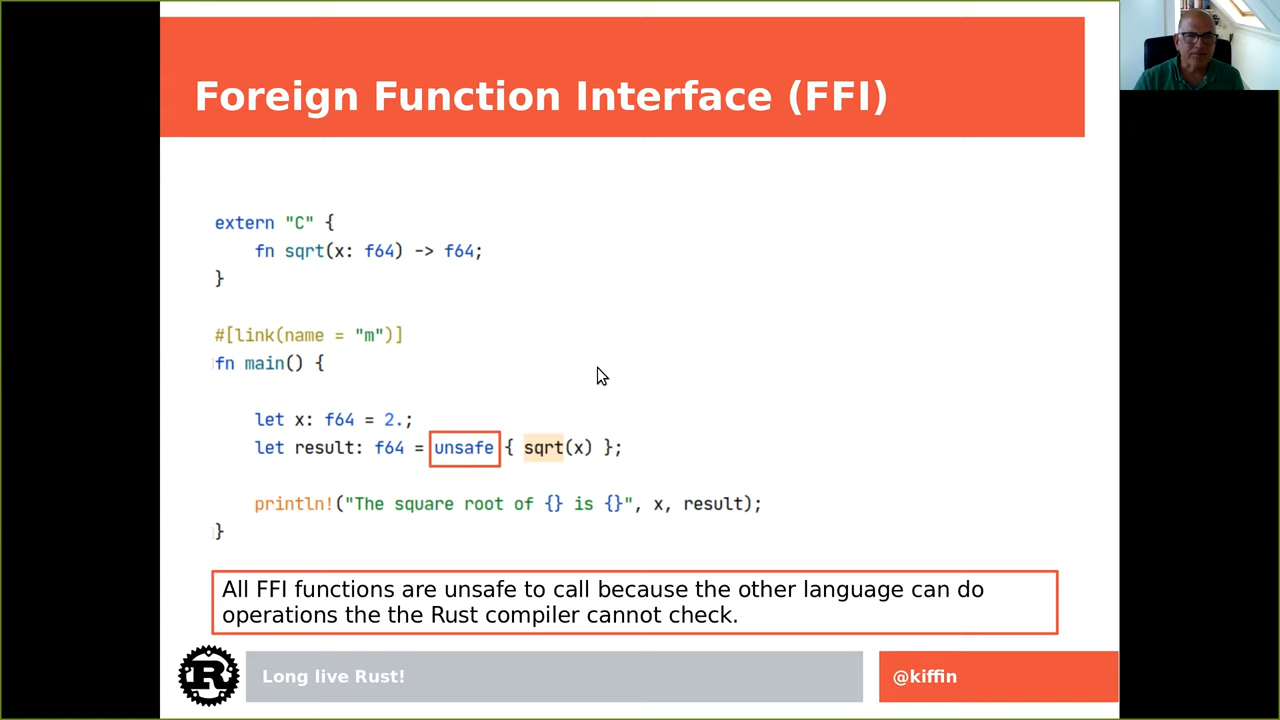 Foreign Function Interface (FFI)
extern "C" {
fn sqrt(x: f64) -> f64;
}
#[link(name = "m")]
fn main() {
let x: f64 = 2.;
let result: f64 = unsafe { sqrt(x) };
println!("The square root of {} is {}", x, result);
}
All FFI functions are unsafe to call because the other language can do
operations the the Rust compiler cannot check.
R
Long live Rust!
@kiffin